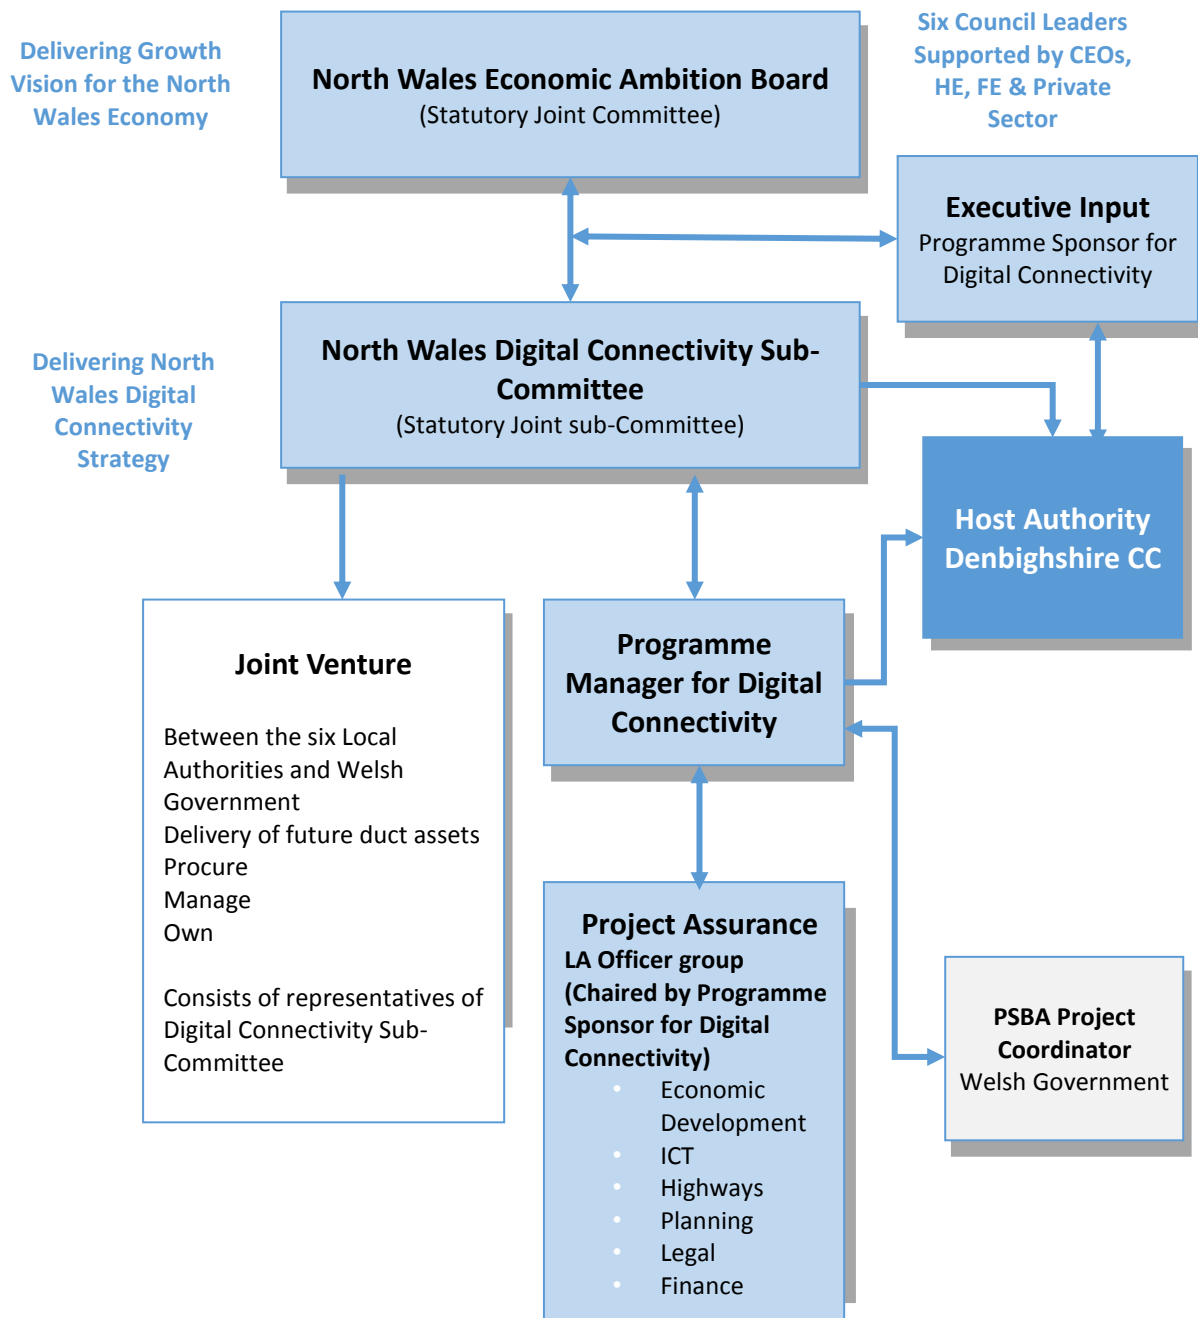 Delivering Growth
Vision for the North
Wales Economy
North Wales Economic Ambition Board
(Statutory Joint Committee)
Six Council Leaders
Supported by CEOs,
HE, FE & Private
Sector
Executive Input
Programme Sponsor for
Digital Connectivity
Delivering North
Wales Digital
Connectivity
Strategy
North Wales Digital Connectivity Sub-
Committee
(Statutory Joint sub-Committee)
Host Authority
Denbighshire CC
Joint Venture
Between the six Local
Authorities and Welsh
Government
Delivery of future duct assets
Procure
Manage
Own
Consists of representatives of
Digital Connectivity Sub-
Committee
Programme
Manager for Digital
Connectivity
Project Assurance
LA Officer group
(Chaired by Programme
Sponsor for Digital
Connectivity)
• Economic
Development
• ICT
• Highways
• Planning
• Legal
• Finance
PSBA Project
Coordinator
Welsh Government